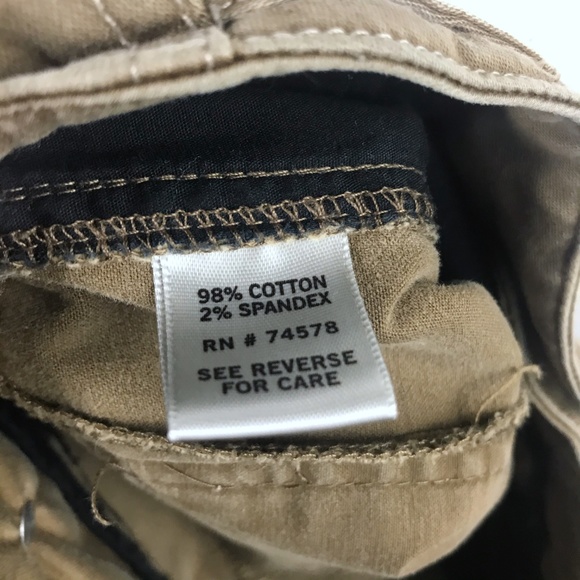 98% COTTON
2% SPANDEX
RN # 74578
SEE REVERSE
FOR CARE